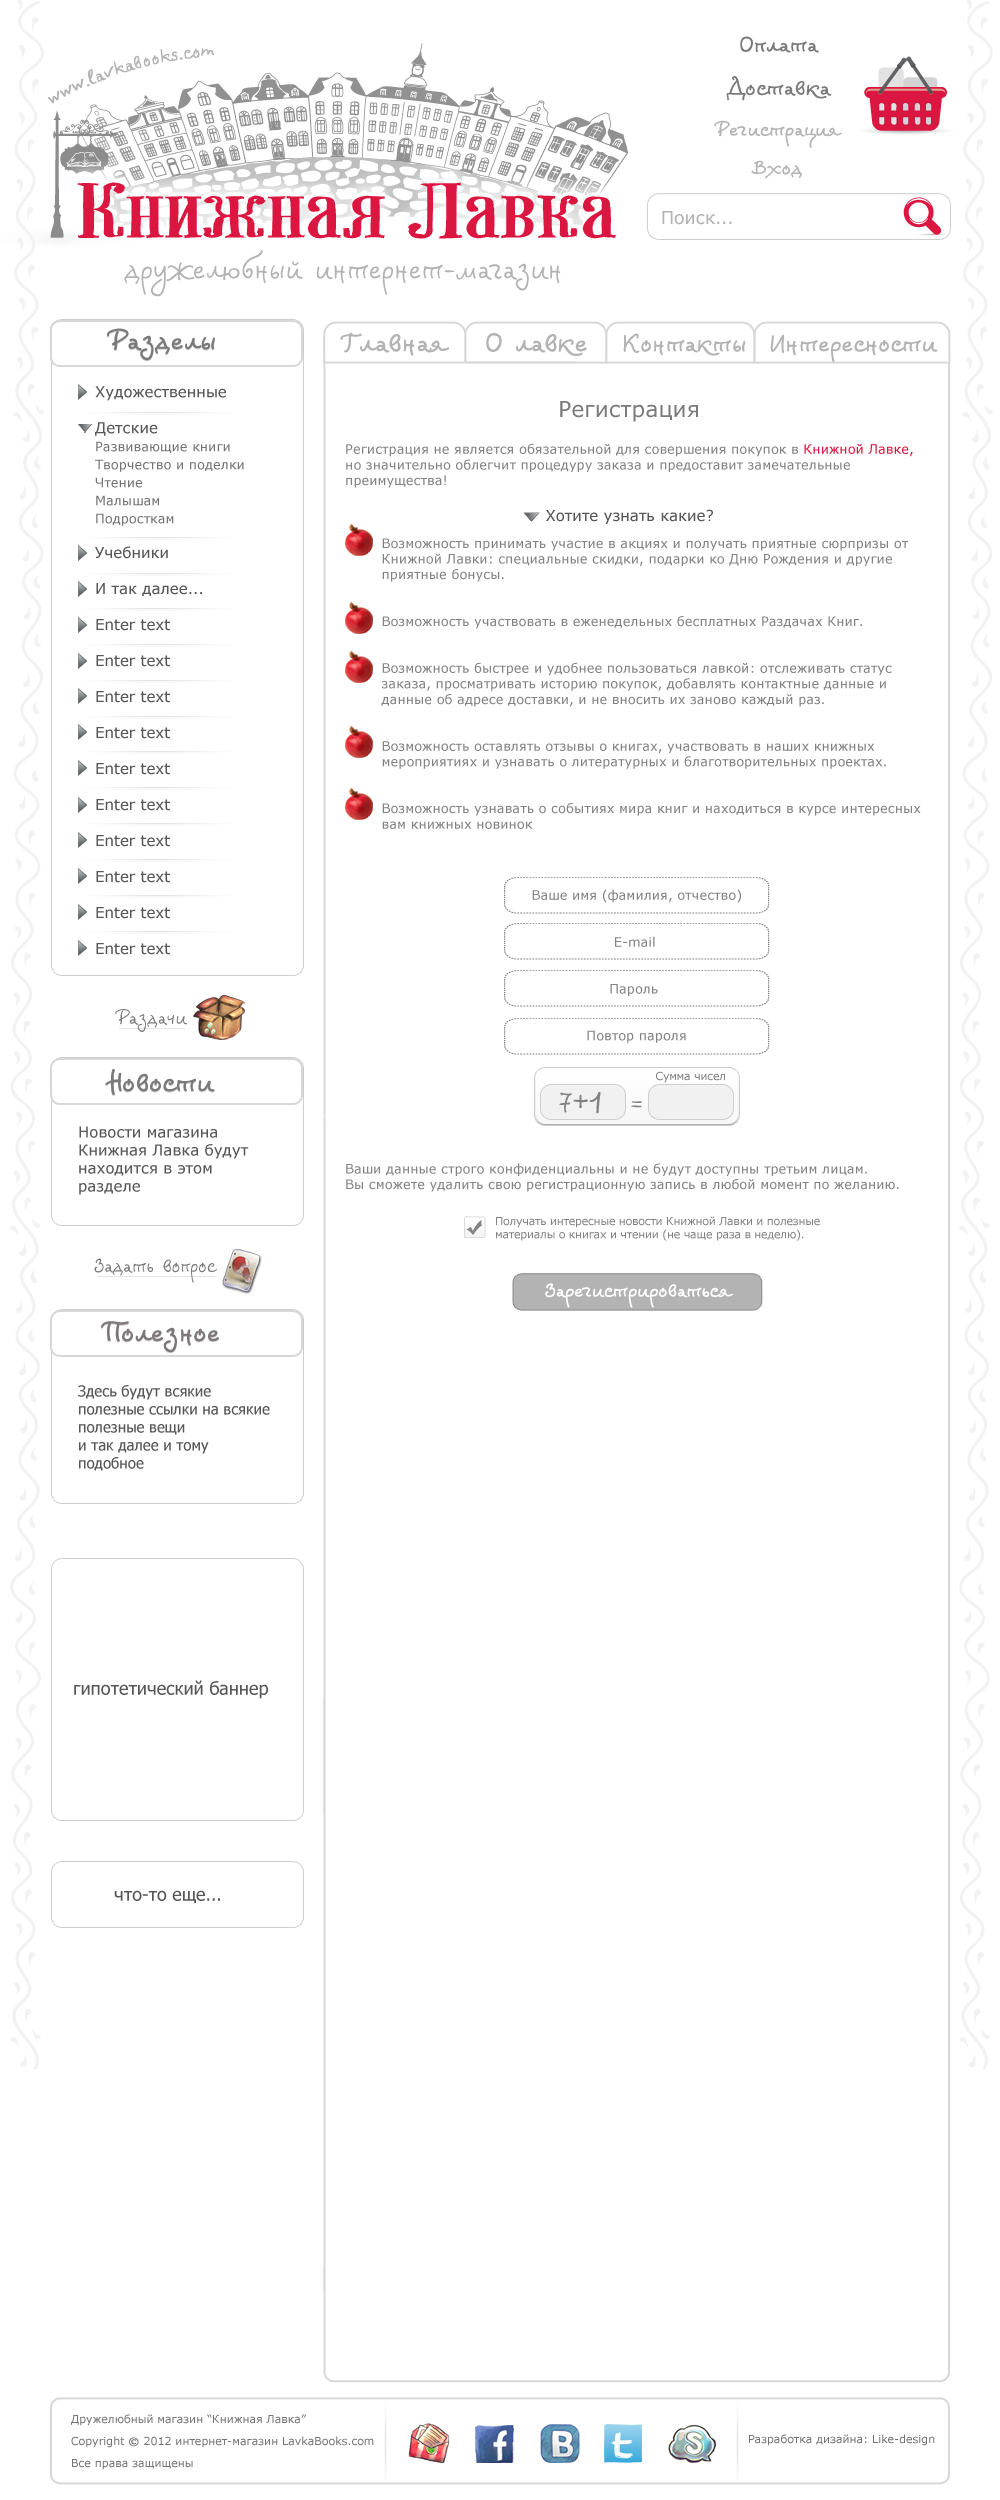 www.lavkabooks.com
Оплата
Доставка
Регистрация
Вход
Книжная Лавка
Поиск...
дружелюбный интернет-магазин
Разделы
Главная
О лавке
Контакты
Интересности
Художественные
Детские
Развивающие книги
Творчество и поделки
Чтение
Малышам
Подросткам
Учебники
И так далее...
Enter text
Enter text
Enter text
Enter text
Enter text
Enter text
Enter text
Enter text
Enter text
Enter text
Раздачи
Новости
Новости магазина
Книжная Лавка будут
находится в этом
разделе
Задать вопрос
Полезное
Здесь будут всякие
полезные ссылки на всякие
полезные вещи
и так далее и тому
подобное
гипотетический баннер
что-то еще...
Регистрация
Регистрация не является обязательной для совершения покупок в Книжной Лавке,
но значительно облегчит процедуру заказа и предоставит замечательные
преимущества!
Хотите узнать какие?
Возможность принимать участие в акциях и получать приятные сюрпризы от
Книжной Лавки: специальные скидки, подарки ко Дню Рождения и другие
приятные бонусы.
Возможность участвовать в еженедельных бесплатных Раздачах Книг.
Возможность быстрее и удобнее пользоваться лавкой: отслеживать статус
заказа, просматривать историю покупок, добавлять контактные данные и
данные об адресе доставки, и не вносить их заново каждый раз.
Возможность оставлять отзывы о книгах, участвовать в наших книжных
мероприятиях и узнавать о литературных и благотворительных проектах.
Возможность узнавать о событиях мира книг и находиться в курсе интересных
вам книжных новинок
Ваше имя (фамилия, отчество)
E-mail
Пароль
Повтор пароля
Сумма чисел
7+1 =
Ваши данные строго конфиденциальны и не будут доступны третьим лицам.
Вы сможете удалить свою регистрационную запись в любой момент по желанию.
Получать интересные новости Книжной Лавки и полезные
материалы о книгах и чтении (не чаще раза в неделю).
Зарегистрироваться
Дружелюбный магазин “Книжная Лавка”
Copyright © 2012 интернет-магазин LavkaBooks.com
Все права защищены
f
В
t
S
Разработка дизайна: Like-design